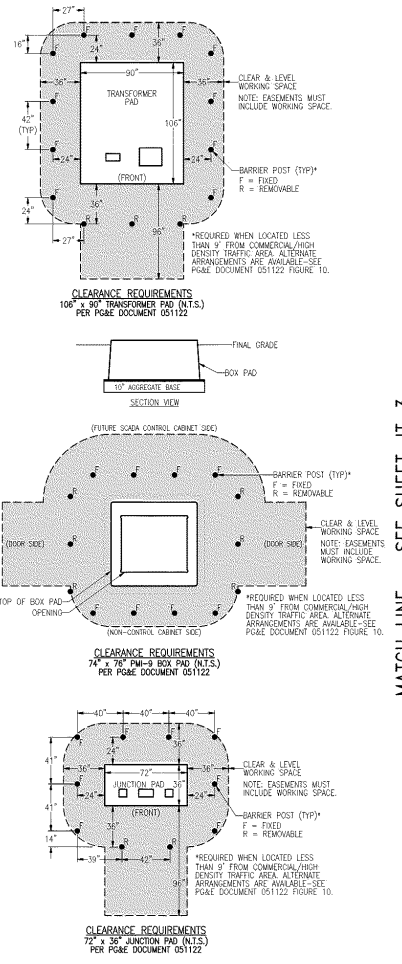 27"
F
F
F
F
16"
24"
36"
36"
90"
36"
CLEAR & LEVEL
WORKING SPACE
NOTE: EASEMENTS MUST
INCLUDE WORKING SPACE.
TRANSFORMER
PAD
F
F
42"
(TYP)
106"
F
F
24"
24"
BARRIER POST (TYP)*
F = FIXED
R = REMOVABLE
(FRONT)
F
F
36"
24"
96"
R
R
R
27"
*REQUIRED WHEN LOCATED LESS
THAN 9' FROM COMMERCIAL/HIGH
DENSITY TRAFFIC AREA. ALTERNATE
ARRANGEMENTS ARE AVAILABLE-SEE
PG&E DOCUMENT 051122 FIGURE 10.
CLEARANCE REQUIREMENTS
106" x 90" TRANSFORMER PAD (N.T.S.)
PER PG&E DOCUMENT 051122
FINAL GRADE
BOX PAD
10" AGGREGATE BASE
SECTION VIEW
(FUTURE SCADA CONTROL CABINET SIDE)
F
F
F
F
BARRIER POST (TYP)*
F = FIXED
R = REMOVABLE
R
R
CLEAR & LEVEL
WORKING SPACE
NOTE: EASEMENTS
MUST INCLUDE
WORKING SPACE.
(DOOR SIDE)
R
R
(DOOR SIDE)
R
R
TOP OF BOX PAD
OPENING
F
F
F
F
*REQUIRED WHEN LOCATED LESS
THAN 9' FROM COMMERCIAL/HIGH
DENSITY TRAFFIC AREA. ALTERNATE
ARRANGEMENTS ARE AVAILABLE-SEE
PG&E DOCUMENT 051122 FIGURE 10.
(NON-CONTROL CABINET SIDE)
CLEARANCE REQUIREMENTS
74" x 76" PMI-9 BOX PAD (N.T.S.)
PER PG&E DOCUMENT 051122
40"
40"
40"
F
F
F
F
41"
24"
36"
36"
72"
36"
CLEAR & LEVEL
WORKING SPACE
NOTE: EASEMENTS MUST
INCLUDE WORKING SPACE.
F
JUNCTION PAD
36"
F
24"
24"
41"
(FRONT)
BARRIER POST (TYP)*
F = FIXED
R = REMOVABLE
F
F
36"
14"
R
R
39"
42"
96"
*REQUIRED WHEN LOCATED LESS
THAN 9' FROM COMMERCIAL/HIGH
DENSITY TRAFFIC AREA. ALTERNATE
ARRANGEMENTS ARE AVAILABLE-SEE
PG&E DOCUMENT 051122 FIGURE 10.
CLEARANCE REQUIREMENTS
72" x 36" JUNCTION PAD (N.T.S.)
PER PG&E DOCUMENT 051122
MATCH LINE SEE SHEET JT